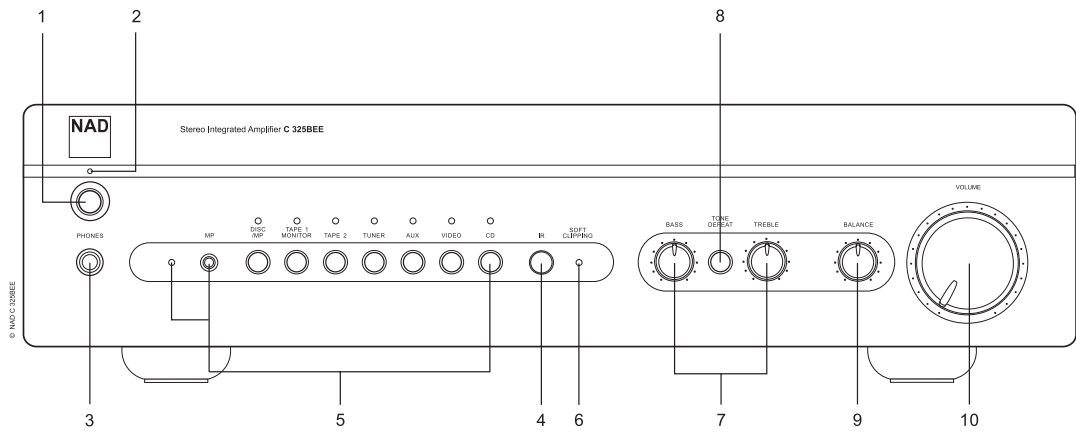 1
2
8
NAD
Stereo Integrated Amplifier C 325BEE
VOLUME
PHONES
MP
DISC
/MP
TAPE 1
MONITOR
TAPE 2
TUNER
AUX
VIDEO
CD
IR
SOFT
CLIPPING
BASS
TONE
DEFEAT
TREBLE
BALANCE
© NAD C 325BEE
3
5
4
6
7
9
10